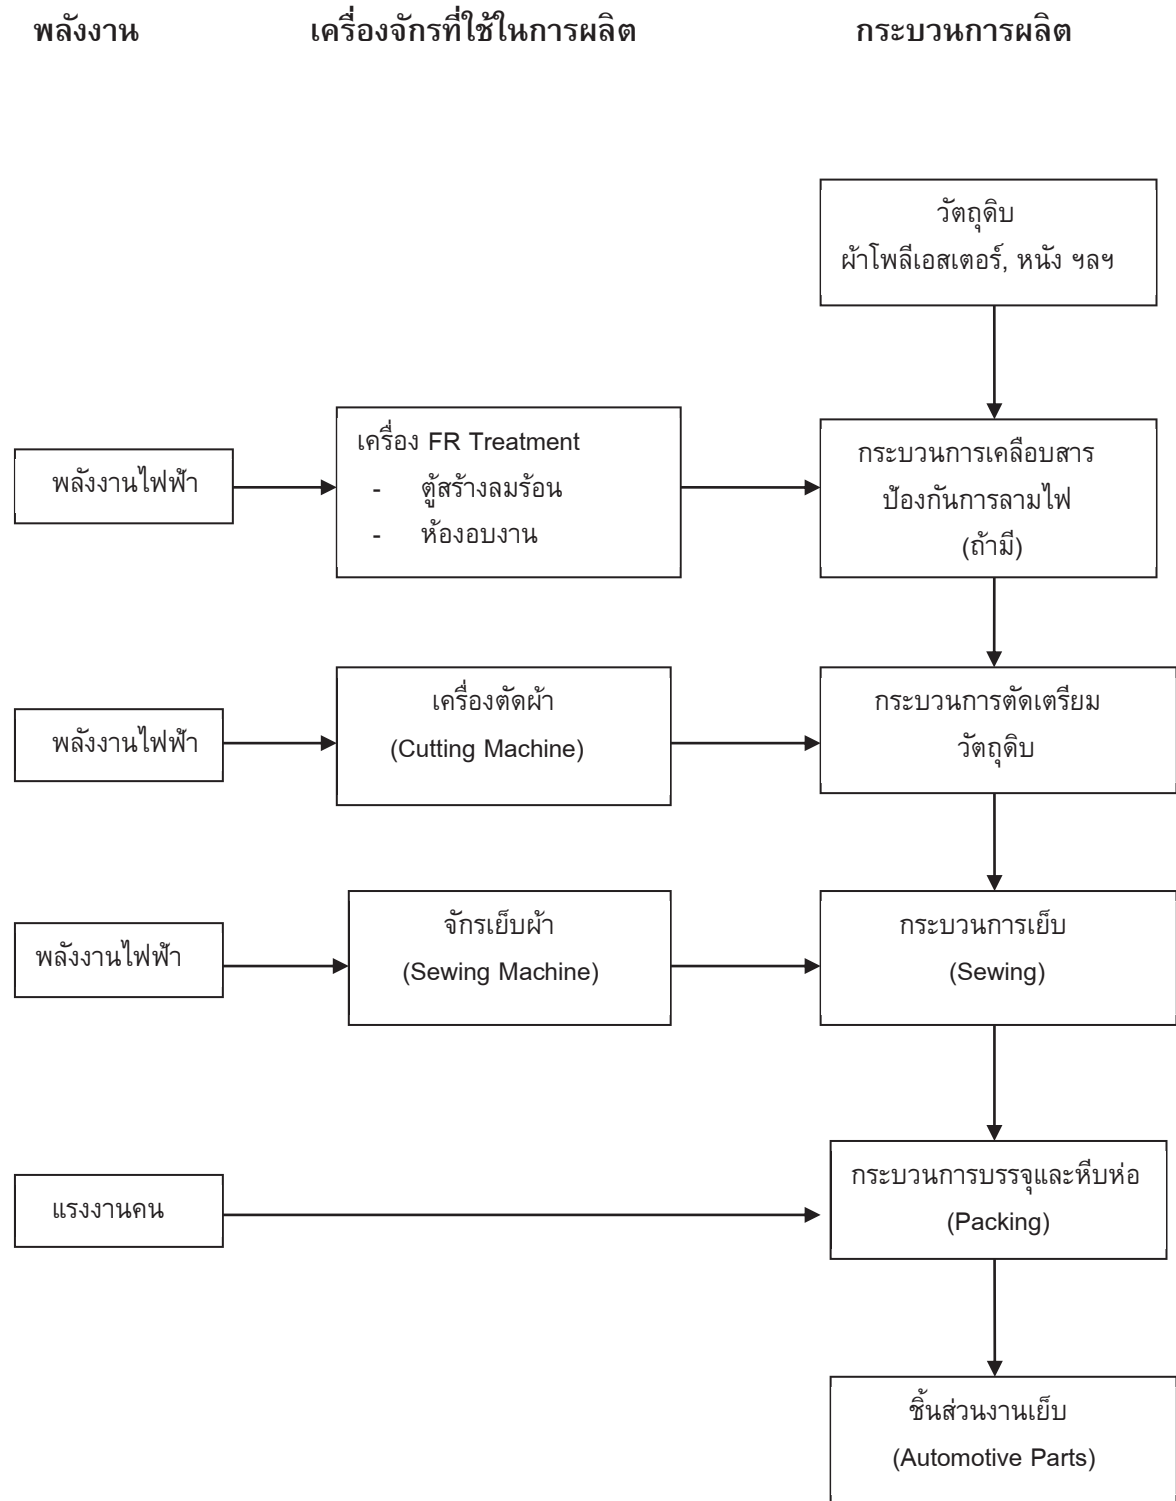 พลังงาน
เครื่องจักรที่ใช้ในการผลิต
กระบวนการผลิต
วัตถุดิบ
ผ้าโพลีเอสเตอร์, หนัง ฯลฯ
พลังงานไฟฟ้า
เครื่อง FR Treatment
- ตู้สร้างลมร้อน
- ห้องอบงาน
กระบวนการเคลือบสาร
ป้องกันการลามไฟ
(ถ้ามี)
พลังงานไฟฟ้า
เครื่องตัดผ้า
(Cutting Machine)
กระบวนการตัดเตรียม
วัตถุดิบ
พลังงานไฟฟ้า
จักรเย็บผ้า
(Sewing Machine)
กระบวนการเย็บ
(Sewing)
แรงงานคน
กระบวนการบรรจุและหีบห่อ
(Packing)
ชิ้นส่วนงานเย็บ
(Automotive Parts)